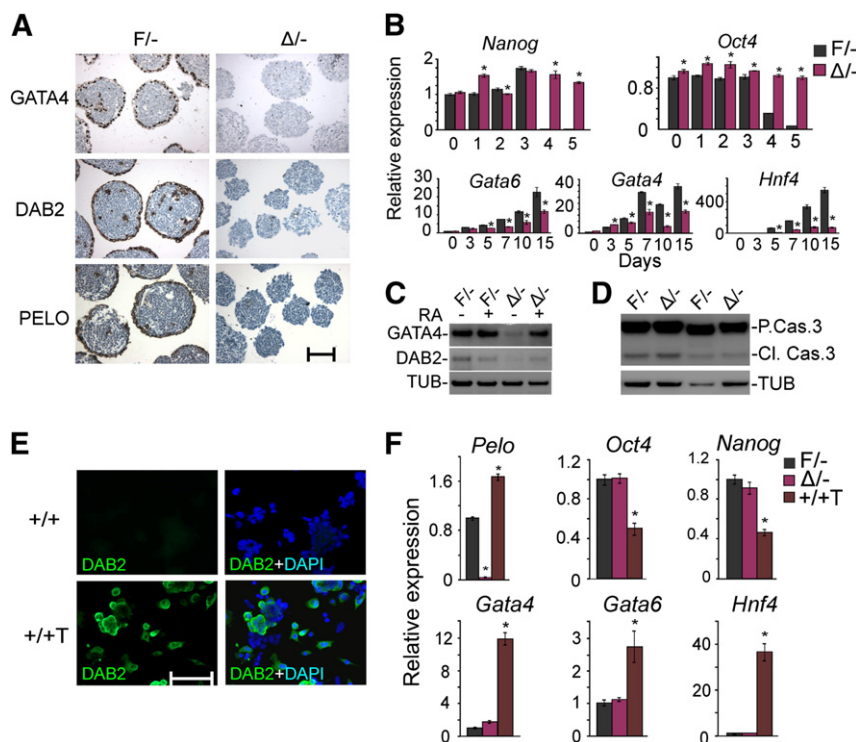 A
F/-
Δ/-
GATA4
DAB2
PELO
B
Nanog
Oct4
F/-
Δ/-
Relative expression
2
1
0
0 1 2 3 4 5
* * * *
1.2
0.8
0
0 1 2 3 4 5
* * * * * *
Gata6
Gata4
Hnf4
30
20
10
0
0 3 5 7 10 15
* * * *
40
30
20
10
0
0 3 5 7 10 15
* * * * *
400
0
0 3 5 7 10 15
* * * *
Days
C
F/- F/- Δ/- Δ/-
RA - + - +
GATA4-
DAB2-
TUB-
D
F/- Δ/- F/- Δ/-
-P.Cas.3
-Cl. Cas.3
-TUB
E
+/+
DAB2
DAB2+DAPI
+/+T
DAB2
DAB2+DAPI
F
Pelo
Oct4
Nanog
F/-
Δ/-
+/+T
Relative expression
1.6
0.8
0
* *
1.2
0.8
0.4
0
*
1.2
0.8
0.4
0
*
Gata4
Gata6
Hnf4
12
8
4
0
*
4
3
2
1
0
*
40
20
0
*